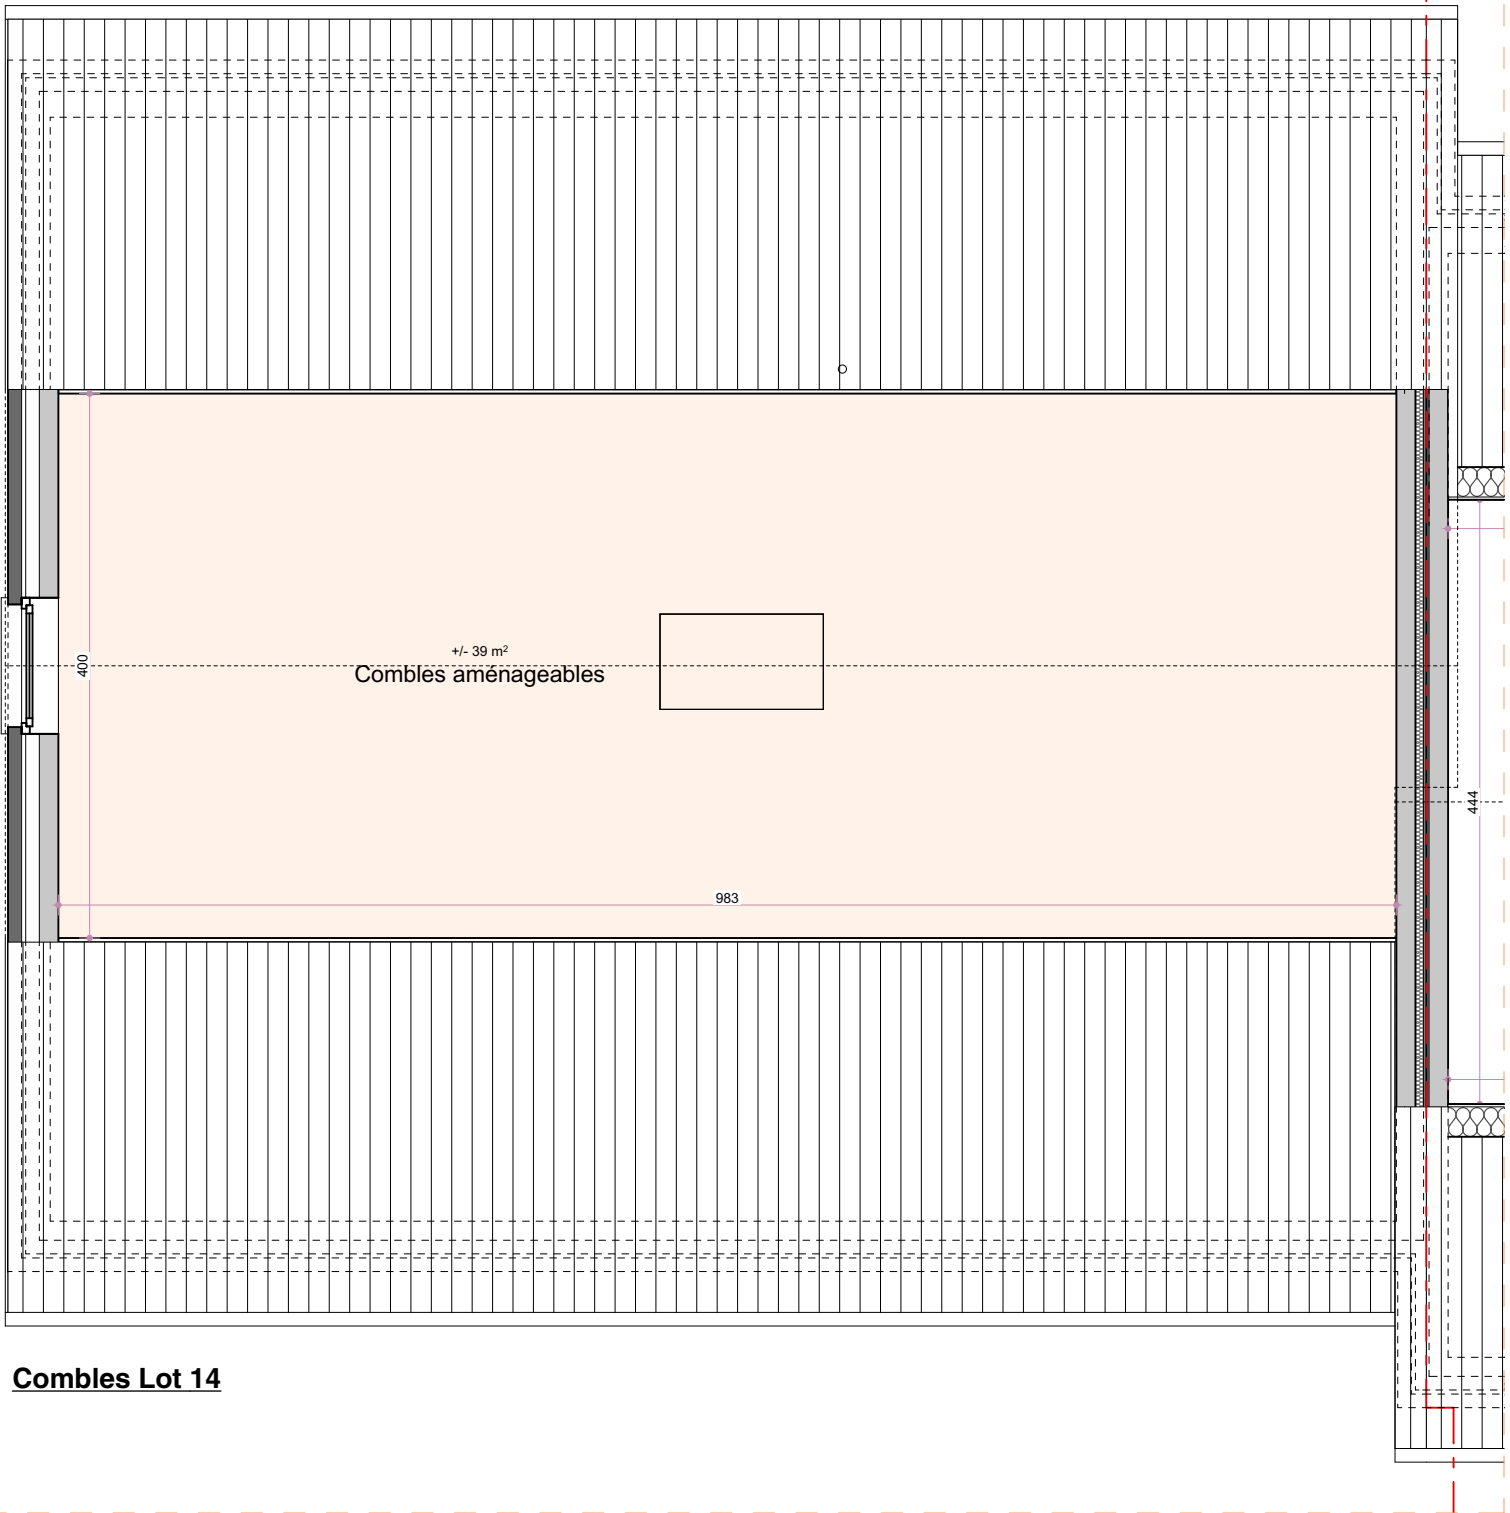 +/- 39 m²
Combles aménageables
400
444
983
Combles Lot 14